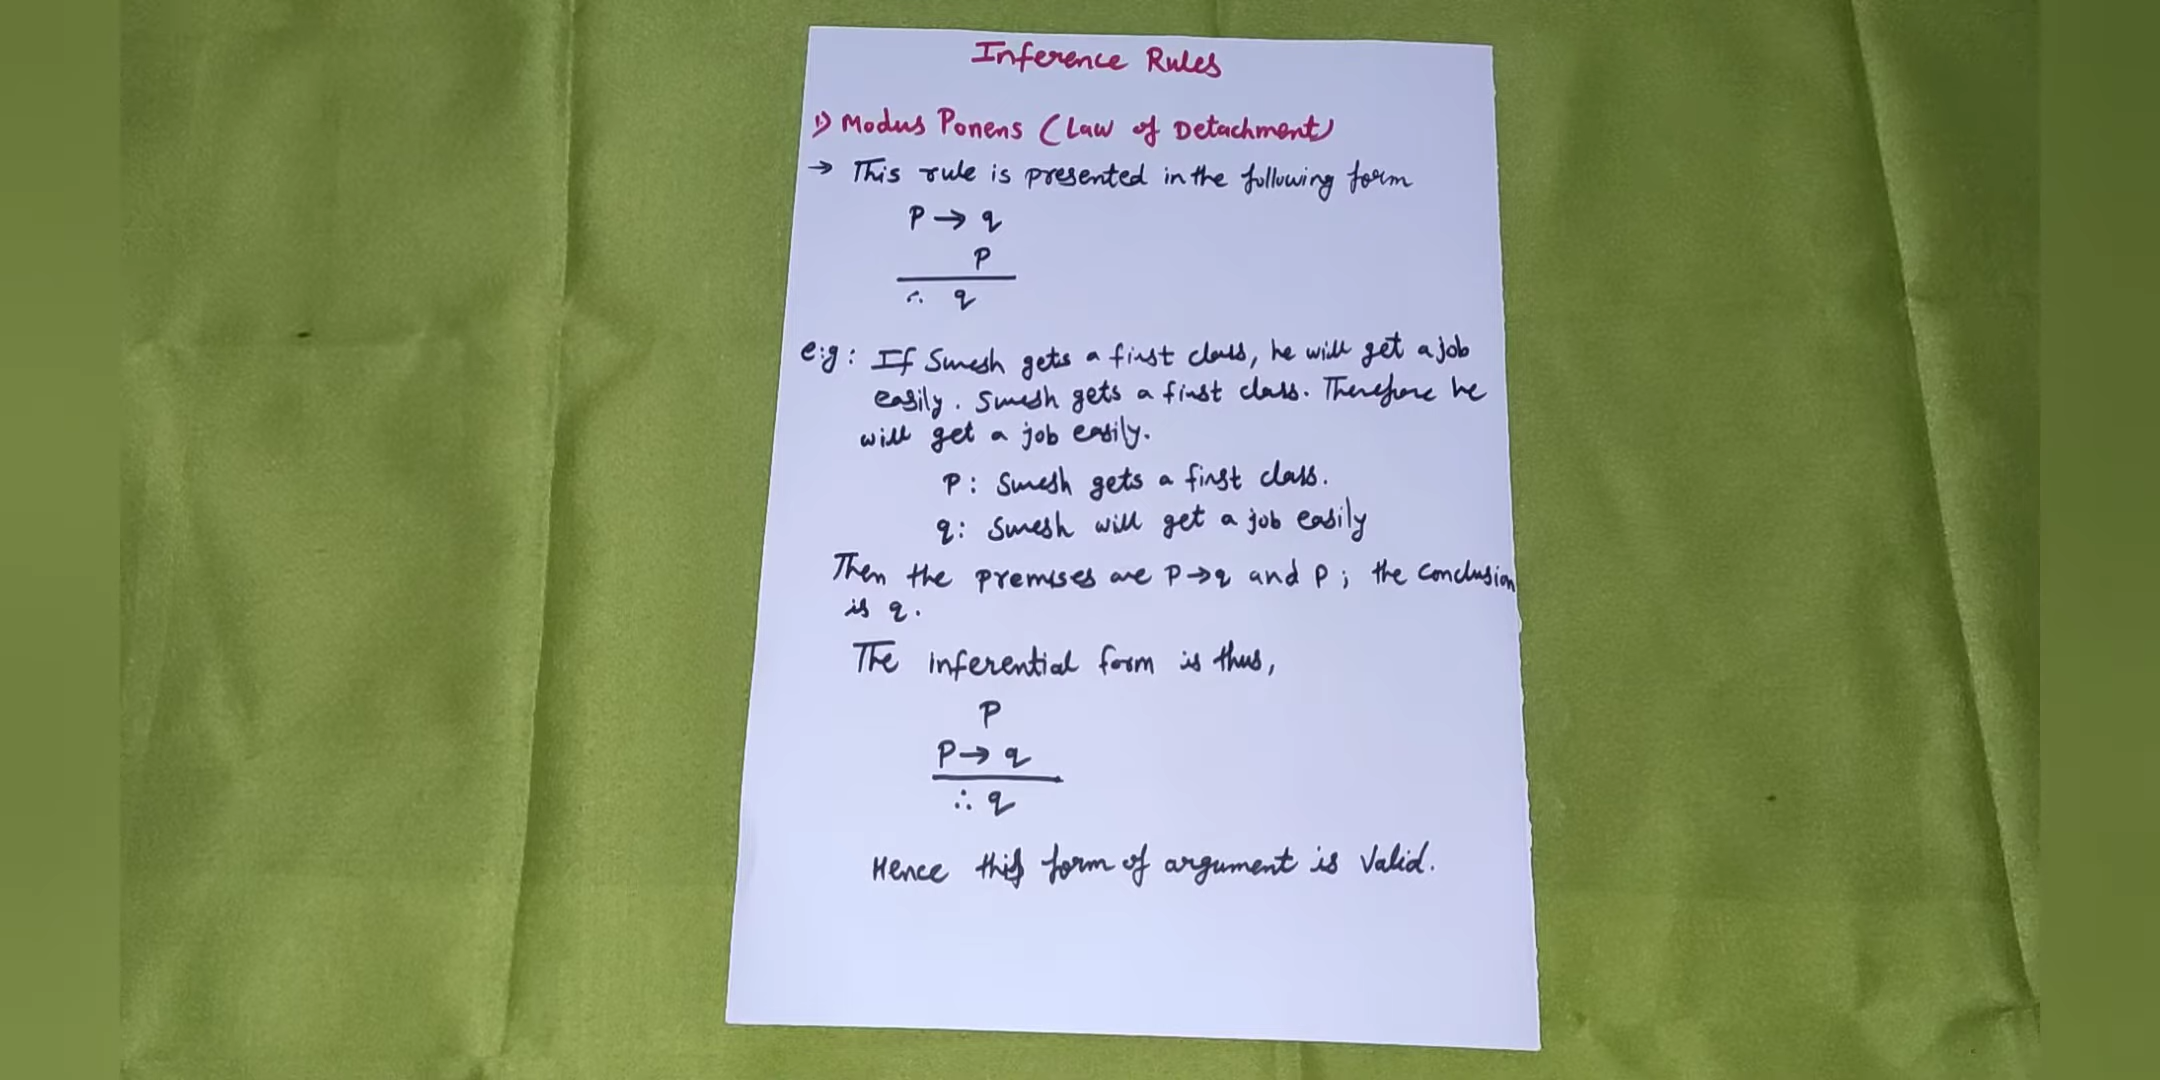 Inference Rules
1) Modus Ponens (Law of Detachment)
→ This rule is presented in the following form
P → q
P
∴ q
e:g: If Suresh gets a first class, he will get a job
easily. Suresh gets a first class. Therefore he
will get a job easily.
P: Suresh gets a first class.
q: Suresh will get a job easily
Then the premises are P→q and P; the conclusion
is q.
The inferential form is thus,
P
P→ q
∴ q
Hence this form of argument is valid.